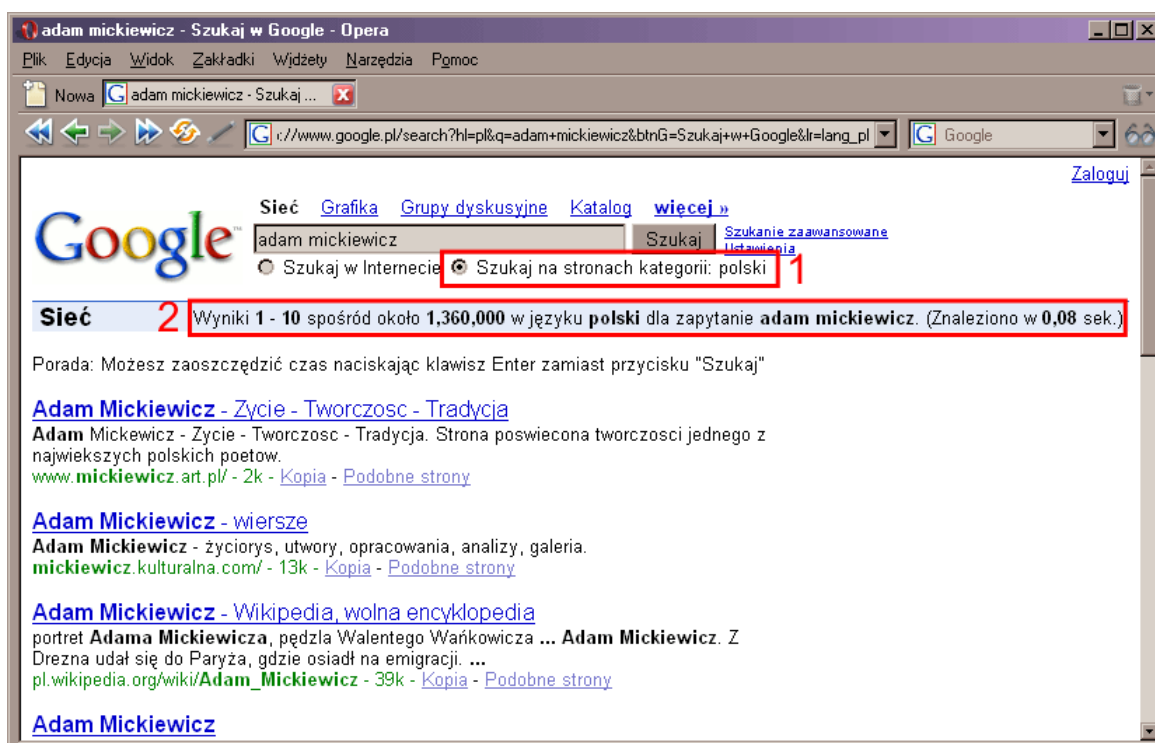 adam mickiewicz - Szukaj w Google - Opera
Plik Edycja Widok Zakładki Widżety Narzędzia Pomoc
Nowa adam mickiewicz - Szukaj ...
://www.google.pl/search?hl=pl&q=adam+mickiewicz&btnG=Szukaj+w+Google&lr=lang_pl Google
Zaloguj
Sieć Grafika Grupy dyskusyjne Katalog więcej »
Google™ adam mickiewicz Szukaj Szukanie zaawansowane
Ustawienia
Szukaj w Internecie Szukaj na stronach kategorii: polski 1
Sieć 2 Wyniki 1 - 10 spośród około 1,360,000 w języku polski dla zapytanie adam mickiewicz. (Znaleziono w 0,08 sek.)
Porada: Możesz zaoszczędzić czas naciskając klawisz Enter zamiast przycisku "Szukaj"
Adam Mickiewicz - Zycie - Tworczosc - Tradycja
Adam Mickewicz - Zycie - Tworczosc - Tradycja. Strona poswiecona tworczosci jednego z
najwiekszych polskich poetow.
www.mickiewicz.art.pl/ - 2k - Kopia - Podobne strony
Adam Mickiewicz - wiersze
Adam Mickiewicz - życiorys, utwory, opracowania, analizy, galeria.
mickiewicz.kulturalna.com/ - 13k - Kopia - Podobne strony
Adam Mickiewicz - Wikipedia, wolna encyklopedia
portret Adama Mickiewicza, pędzla Walentego Wańkowicza ... Adam Mickiewicz. Z
Drezna udał się do Paryża, gdzie osiadł na emigracji. ...
pl.wikipedia.org/wiki/Adam_Mickiewicz - 39k - Kopia - Podobne strony
Adam Mickiewicz